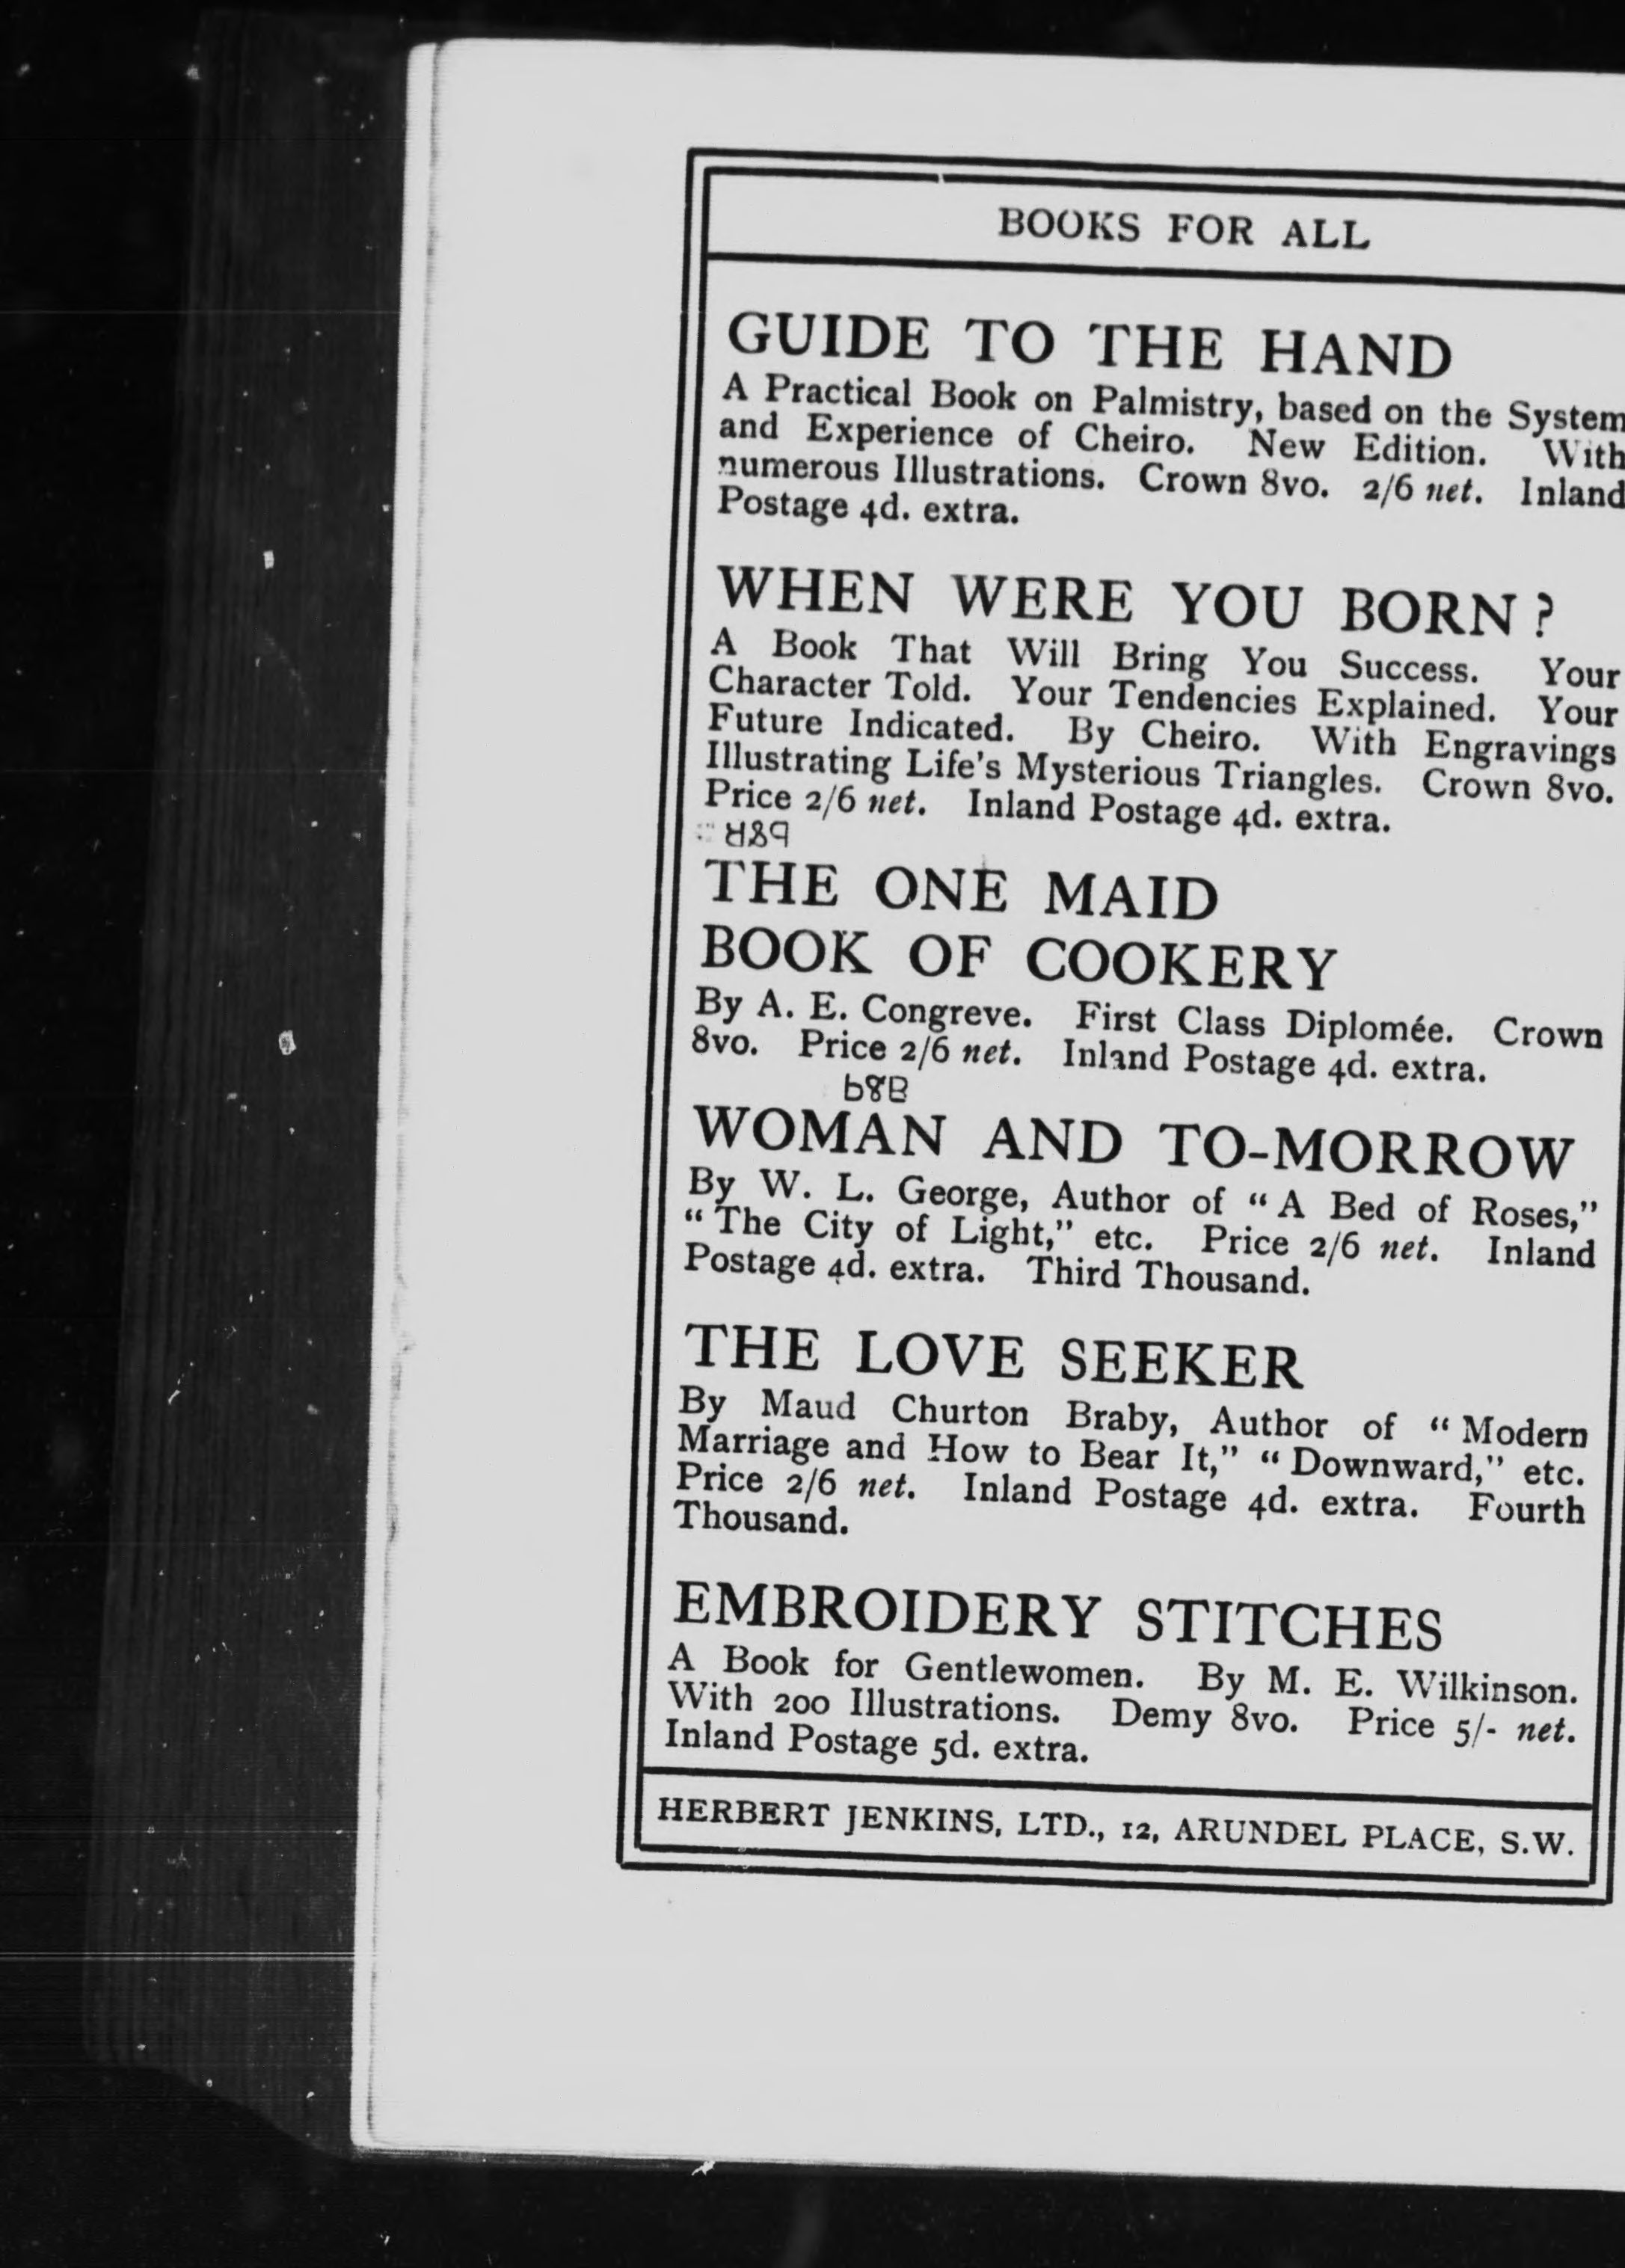 BOOKS FOR ALL
GUIDE TO THE HAND
A Practical Book on Palmistry, based on the System
and Experience of Cheiro. New Edition. With
numerous Illustrations. Crown 8vo. 2/6 net. Inland
Postage 4d. extra.
WHEN WERE YOU BORN?
A Book That Will Bring You Success. Your
Character Told. Your Tendencies Explained. Your
Future Indicated. By Cheiro. With Engravings
Illustrating Life's Mysterious Triangles. Crown 8vo.
Price 2/6 net. Inland Postage 4d. extra.
THE ONE MAID
BOOK OF COOKERY
By A. E. Congreve. First Class Diplomée. Crown
8vo. Price 2/6 net. Inland Postage 4d. extra.
WOMAN AND TO-MORROW
By W. L. George, Author of "A Bed of Roses,"
"The City of Light," etc. Price 2/6 net. Inland
Postage 4d. extra. Third Thousand.
THE LOVE SEEKER
By Maud Churton Braby, Author of "Modern
Marriage and How to Bear It," "Downward," etc.
Price 2/6 net. Inland Postage 4d. extra. Fourth
Thousand.
EMBROIDERY STITCHES
A Book for Gentlewomen. By M. E. Wilkinson.
With 200 Illustrations. Demy 8vo. Price 5/- net.
Inland Postage 5d. extra.
HERBERT JENKINS, LTD., 12, ARUNDEL PLACE, S.W.